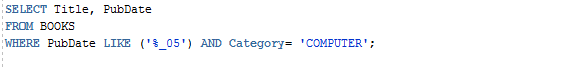 SELECT Title, PubDate
FROM BOOKS
WHERE PubDate LIKE ('%_05') AND Category= 'COMPUTER';